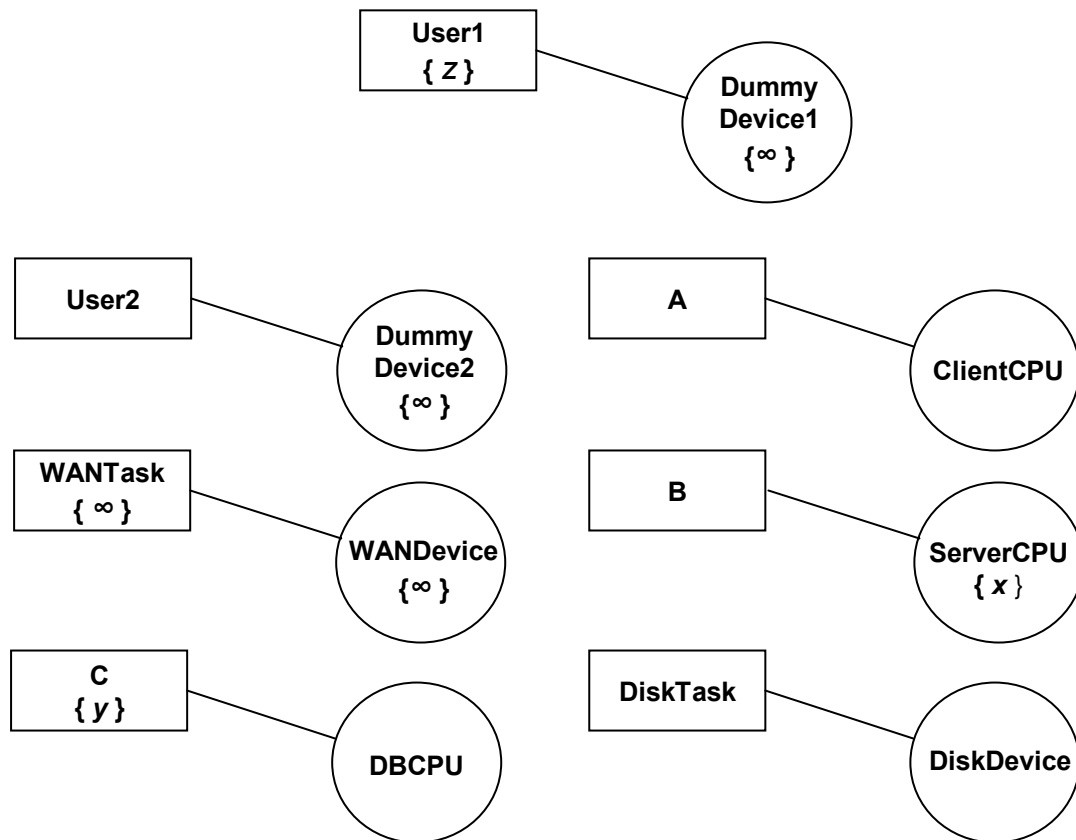 User1
{ z }
Dummy
Device1
{∞ }
User2
Dummy
Device2
{∞ }
A
ClientCPU
WANTask
{ ∞ }
WANDevice
{∞ }
B
ServerCPU
{ x }
C
{ y }
DBCPU
DiskTask
DiskDevice